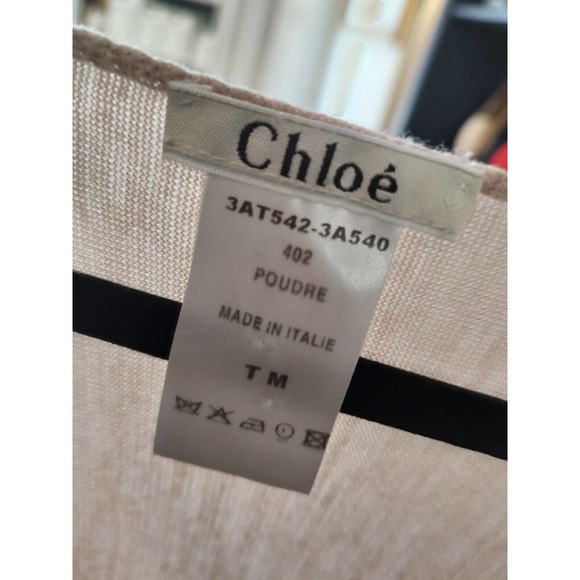 Chloé
3AT542-3A540
402
POUDRE
MADE IN ITALIE
T M